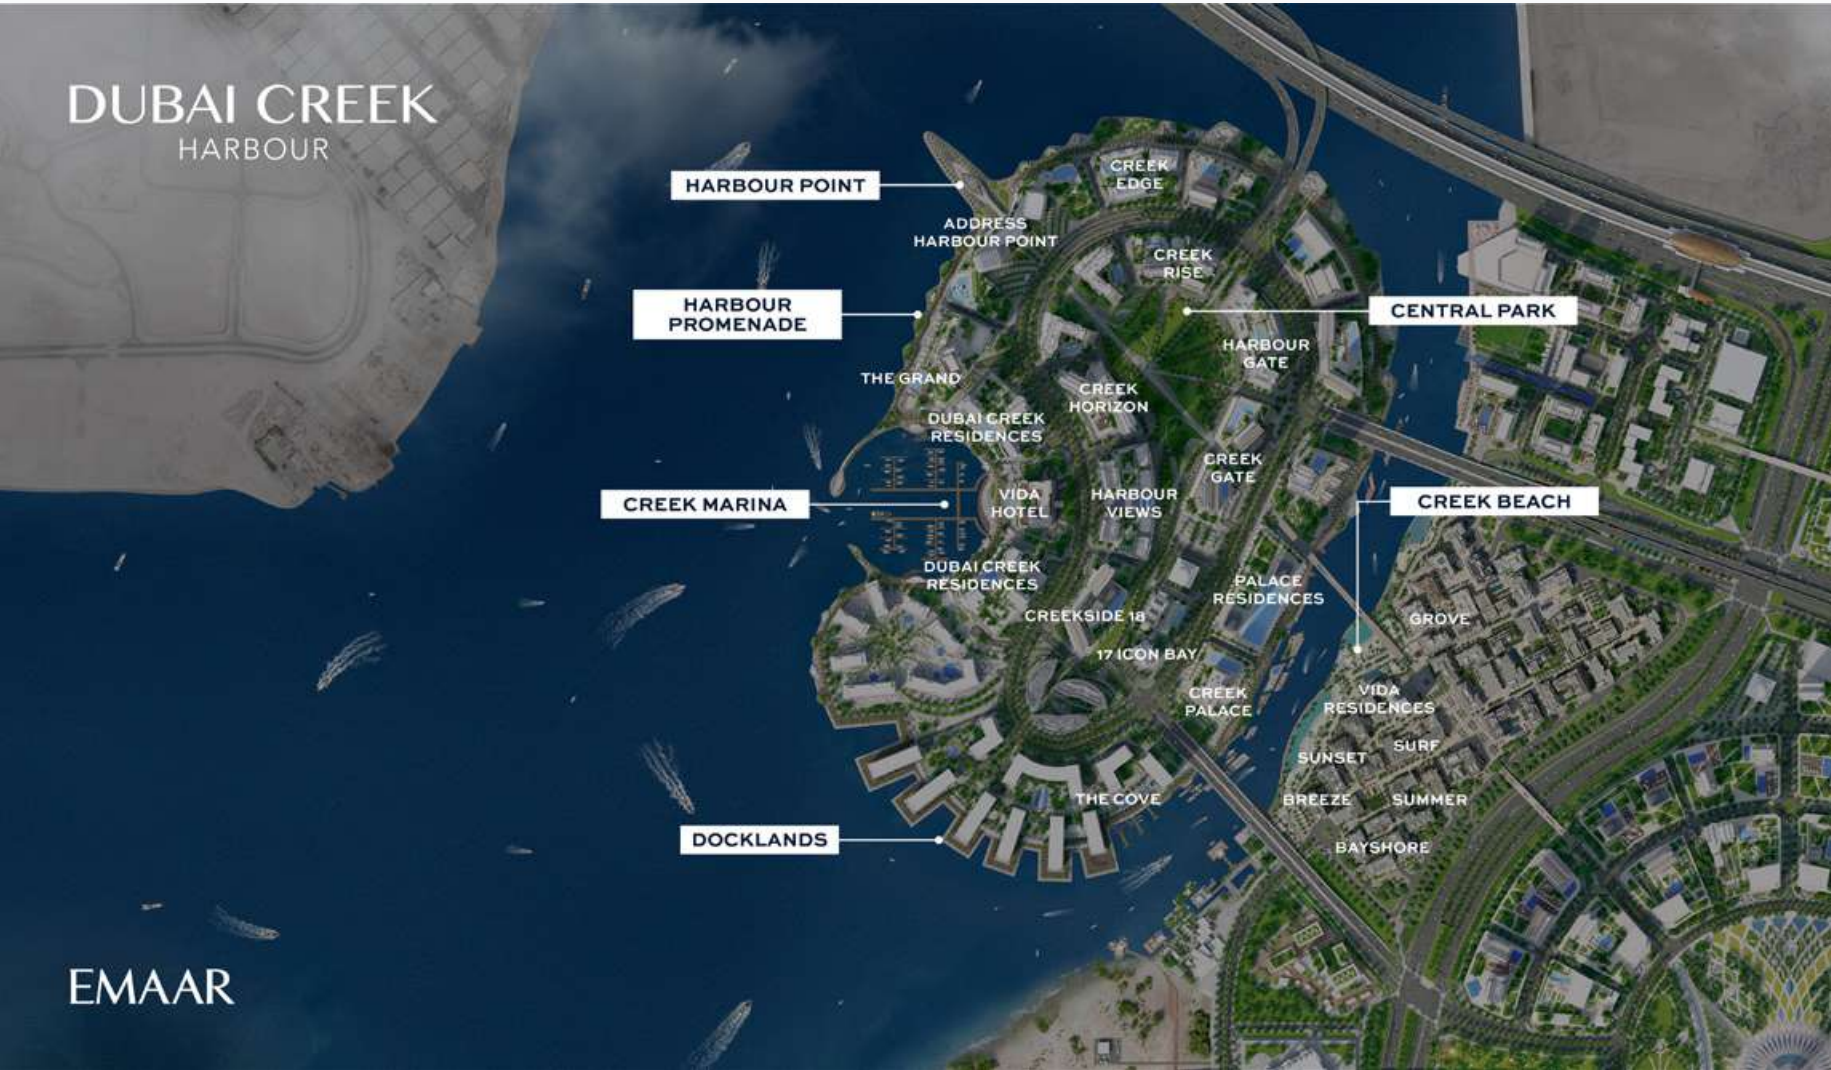 DUBAI CREEK
HARBOUR
HARBOUR POINT
CREEK
EDGE
ADDRESS
HARBOUR POINT
CREEK
RISE
HARBOUR
PROMENADE
CENTRAL PARK
HARBOUR
GATE
THE GRAND
CREEK
HORIZON
DUBAI CREEK
RESIDENCES
CREEK
GATE
CREEK MARINA
VIDA
HOTEL
HARBOUR
VIEWS
CREEK BEACH
DUBAI CREEK
RESIDENCES
PALACE
RESIDENCES
CREEKSIDE 18
GROVE
17 ICON BAY
CREEK
PALACE
VIDA
RESIDENCES
SURF
SUNSET
THE COVE
BREEZE
SUMMER
DOCKLANDS
BAYSHORE
EMAAR